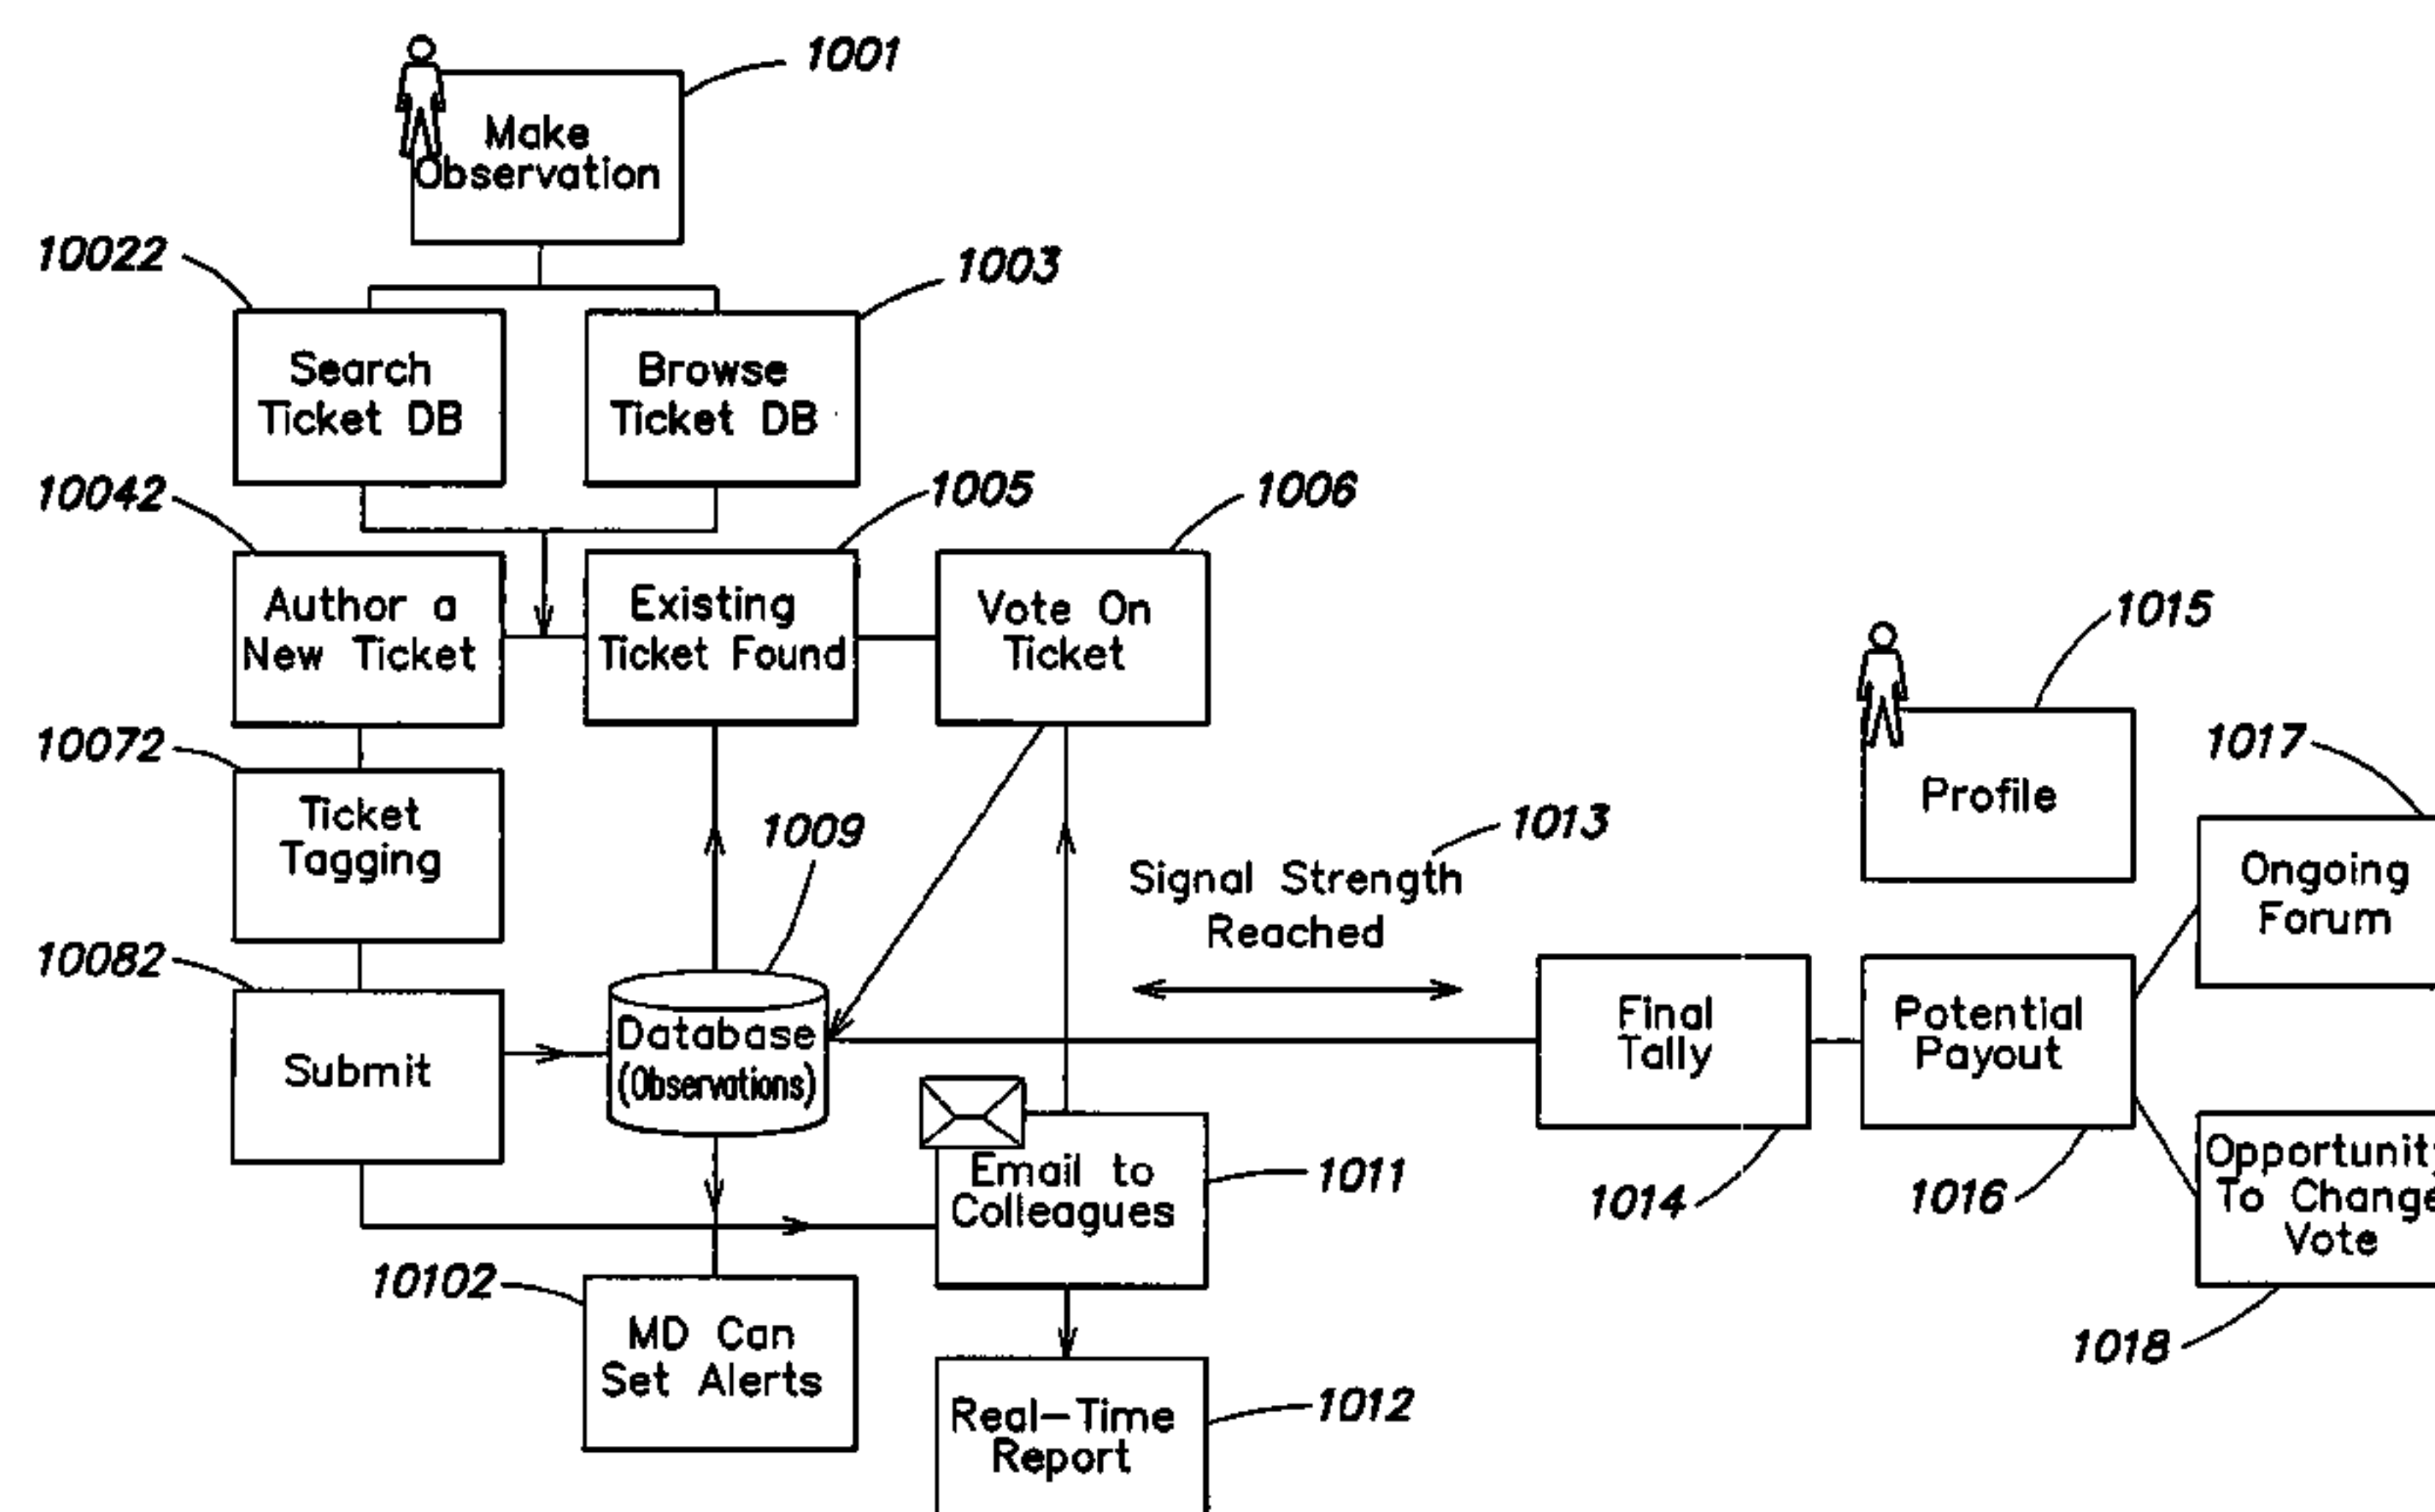 1001
Make
Observation
10022
1003
Search
Ticket DB
Browse
Ticket DB
10042
1005
1006
Author a
New Ticket
Existing
Ticket Found
Vote On
Ticket
1015
10072
Profile
1017
Ticket
Tagging
1009
1013
Signal Strength
Reached
Ongoing
Forum
10082
Submit
Database
(Observations)
Final
Tally
Potential
Payout
Email to
Colleagues
1011
1014
1016
Opportunity
To Change
Vote
10102
1018
MD Can
Set Alerts
Real-Time
Report
1012